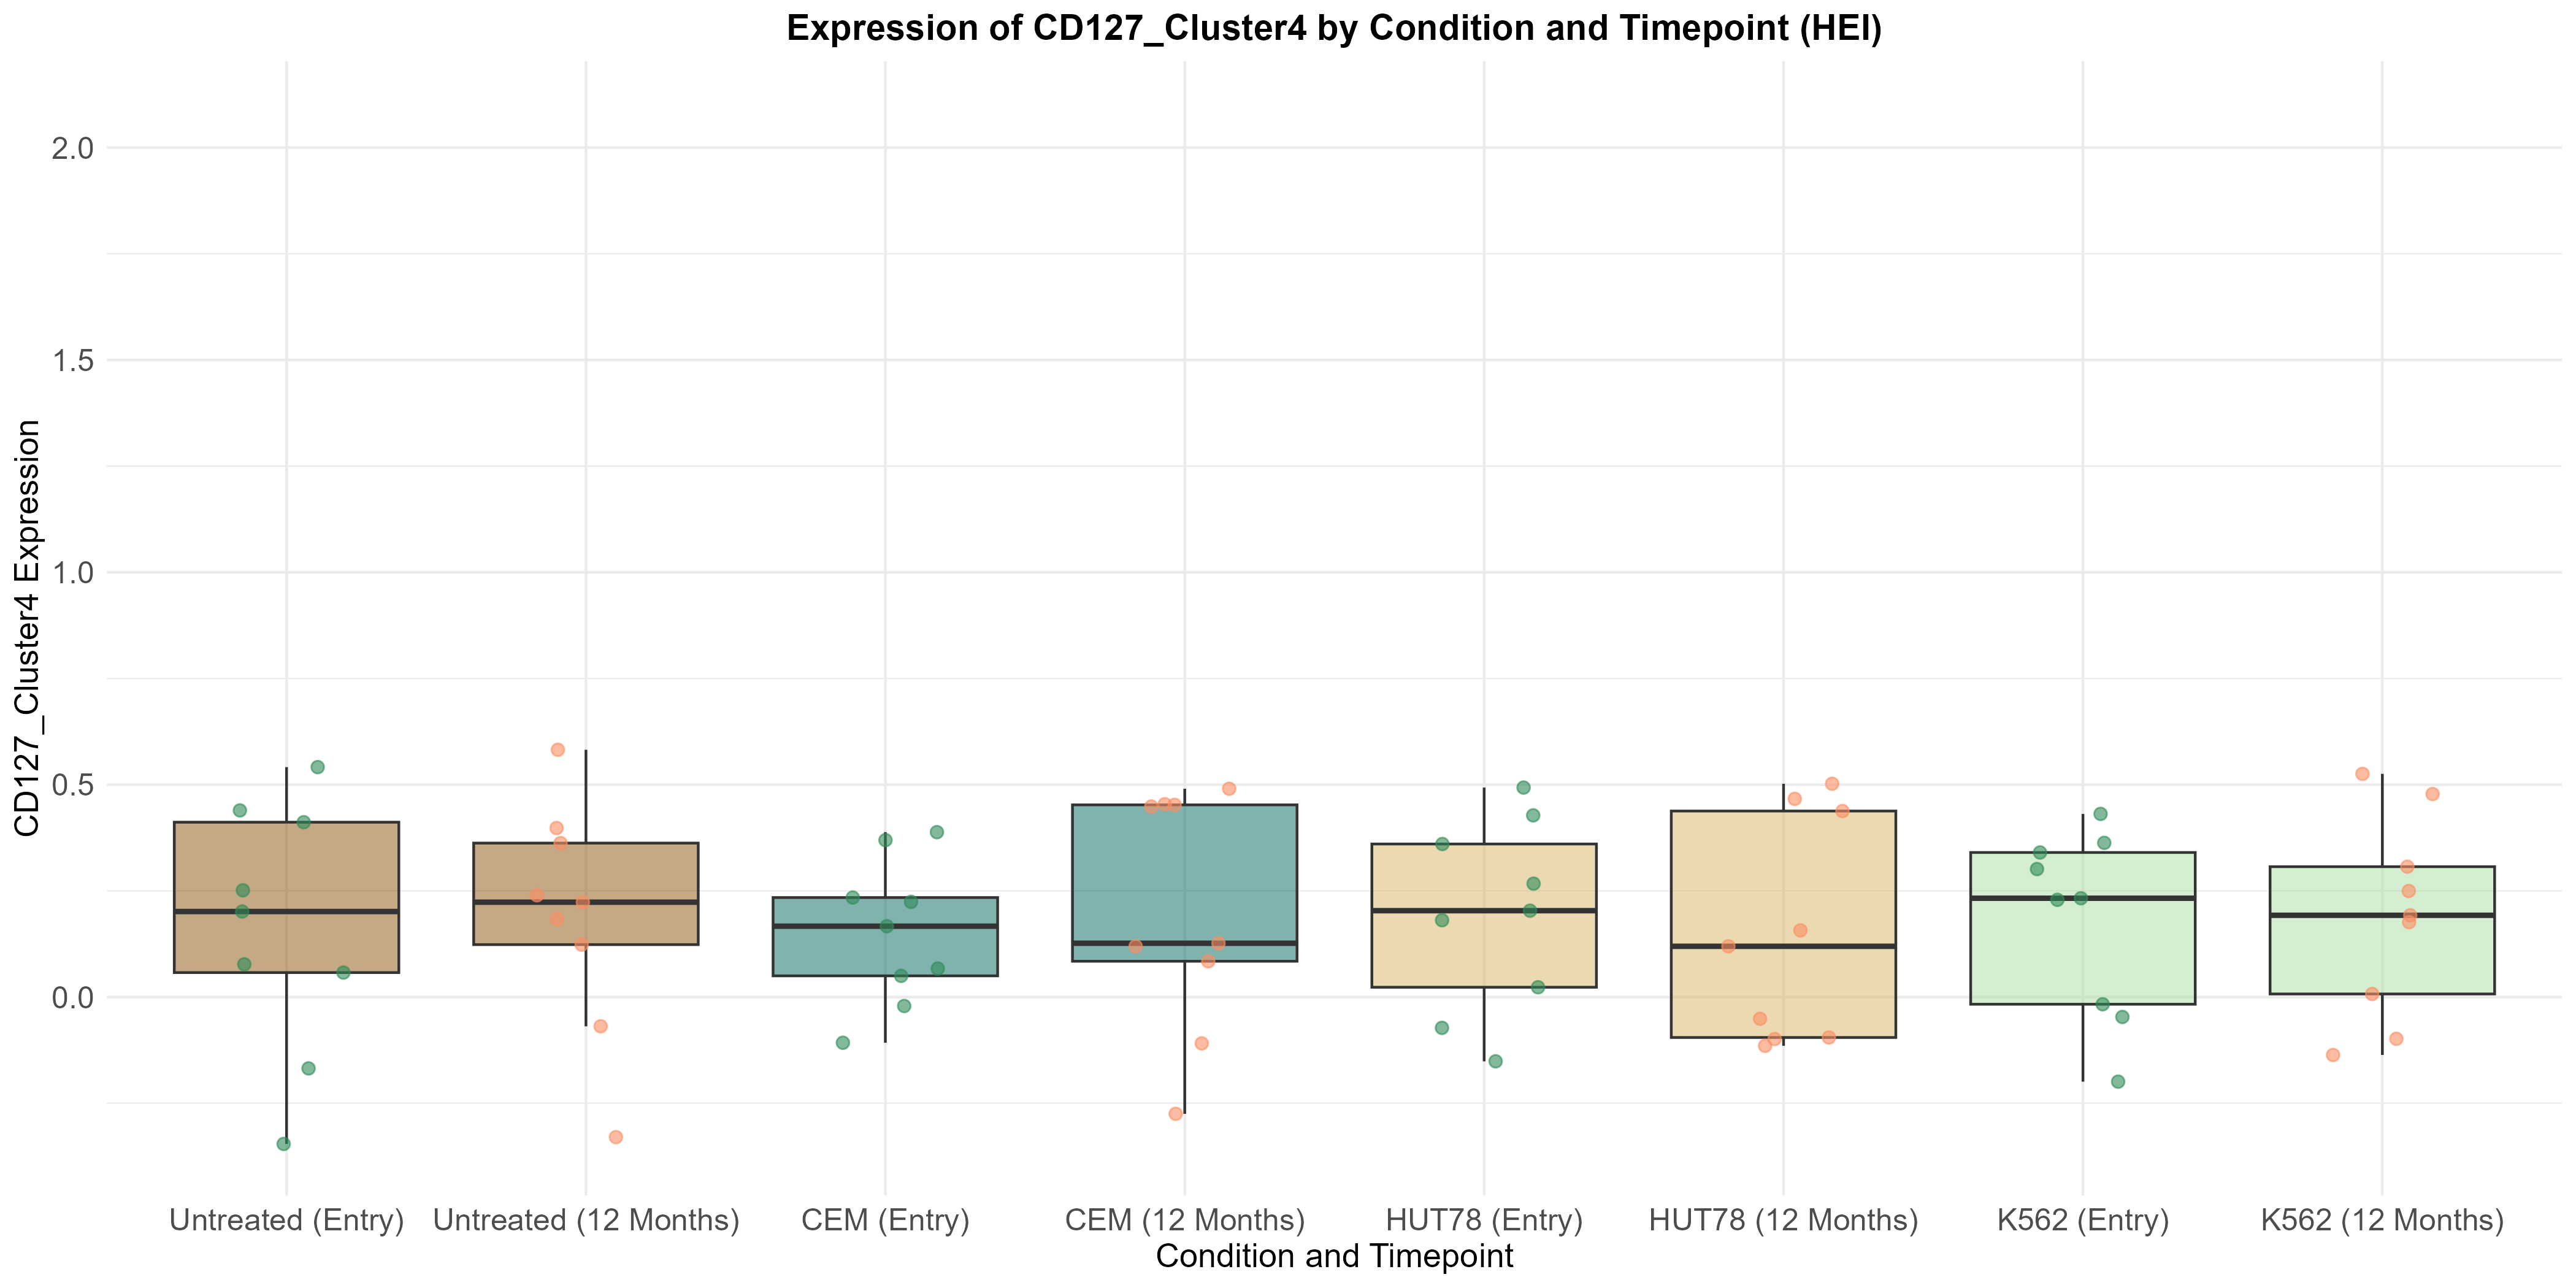 Expression of CD127_Cluster4 by Condition and Timepoint (HEI)
CD127_Cluster4 Expression
2.0
1.5
1.0
0.5
0.0
Untreated (Entry) Untreated (12 Months) CEM (Entry) CEM (12 Months) HUT78 (Entry) HUT78 (12 Months) K562 (Entry) K562 (12 Months)
Condition and Timepoint